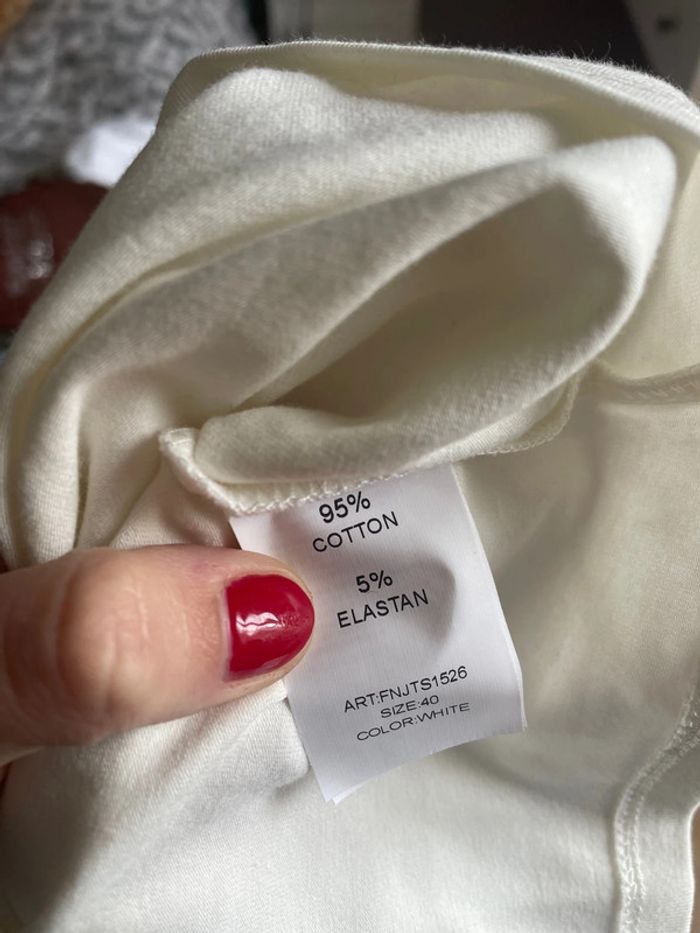 95%
COTTON
5%
ELASTAN
ART:FNJTS1526
SIZE:40
COLOR:WHITE